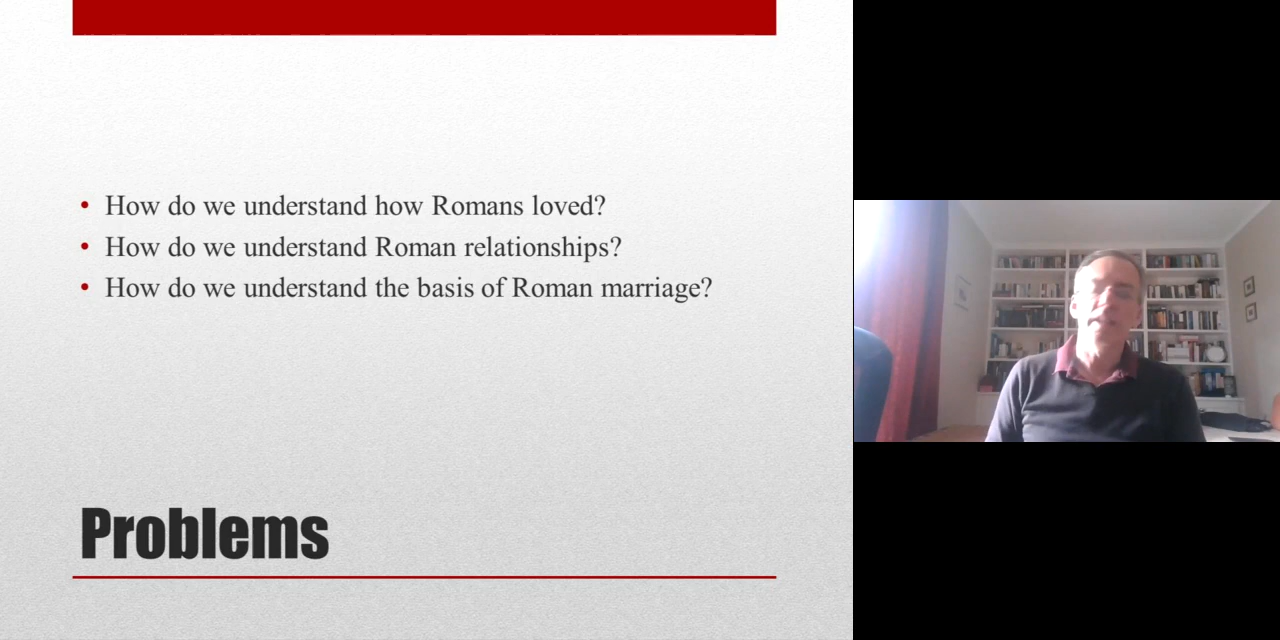 • How do we understand how Romans loved?
• How do we understand Roman relationships?
• How do we understand the basis of Roman marriage?
Problems